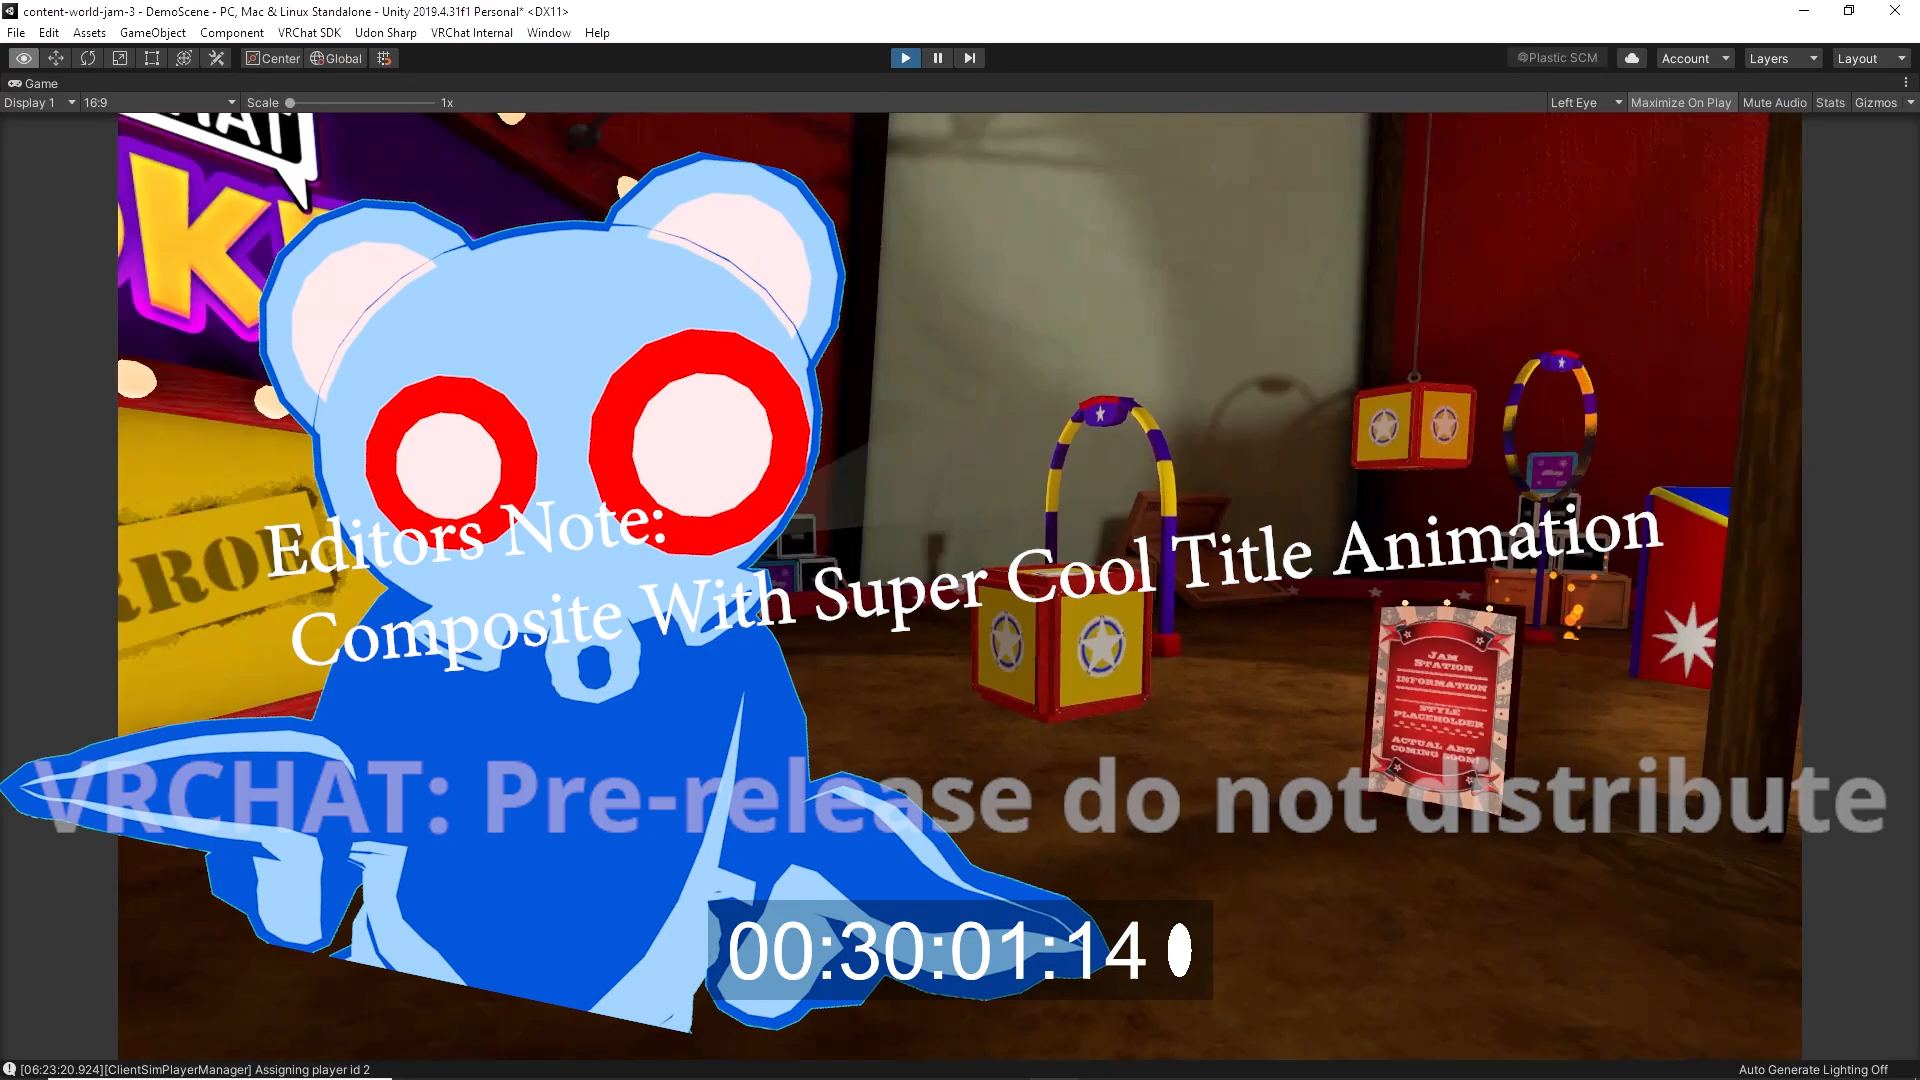 content-world-jam-3 - DemoScene - PC, Mac & Linux Standalone - Unity 2019.4.31f1 Personal* <DX11>
File Edit Assets GameObject Component VRChat SDK Udon Sharp VRChat Internal Window Help
Center Global Plastic SCM Account Layers Layout
Game
Display 1 16:9 Scale 1x Left Eye Maximize On Play Mute Audio Stats Gizmos
HAT
OK
RROR
Editors Note:
Composite With Super Cool Title Animation
JAM
STATION
INFORMATION
STYLE
PLACEHOLDER
ACTUAL ART
COMING SOON!
VRCHAT: Pre-release do not distribute
00:30:01:14
[06:23:20.924][ClientSimPlayerManager] Assigning player id 2
Auto Generate Lighting Off